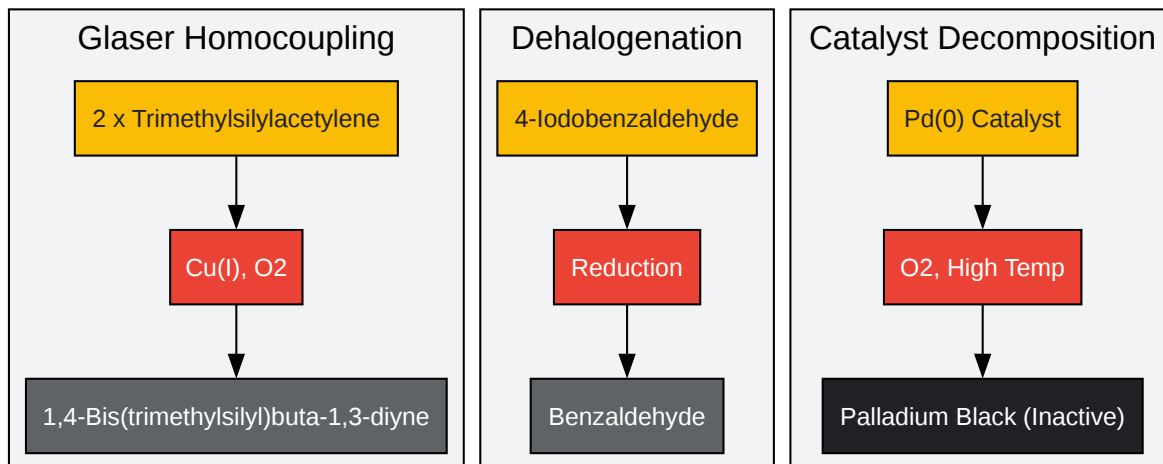 Glaser Homocoupling
2 x Trimethylsilylacetylene
Cu(I), O2
1,4-Bis(trimethylsilyl)buta-1,3-diyne
Dehalogenation
4-Iodobenzaldehyde
Reduction
Benzaldehyde
Catalyst Decomposition
Pd(0) Catalyst
O2, High Temp
Palladium Black (Inactive)